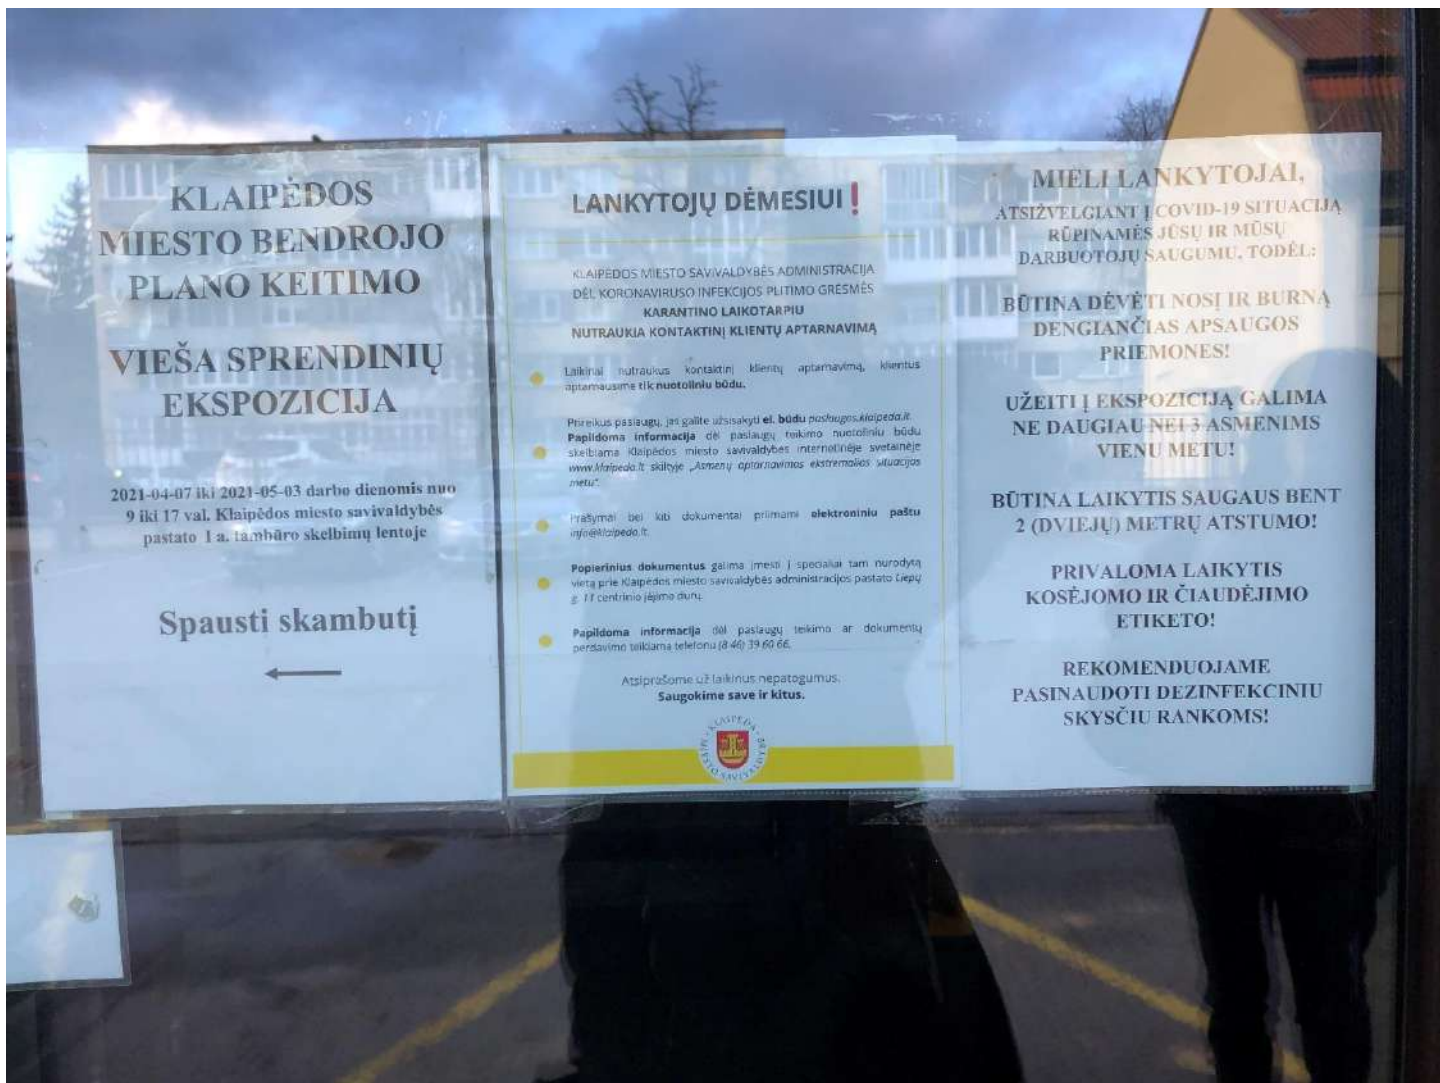 KLAIPĖDOS
MIESTO BENDROJO
PLANO KEITIMO
VIEŠA SPRENDINIŲ
EKSPOZICIJA
2021-04-07 iki 2021-05-03 darbo dienomis nuo
9 iki 17 val. Klaipėdos miesto savivaldybės
pastato I a. tambūro skelbimų lentoje
Spausti skambutį
LANKYTOJŲ DĖMESIUI!
KLAIPĖDOS MIESTO SAVIVALDYBĖS ADMINISTRACIJA
DĖL KORONAVIRUSO INFEKCIJOS PLITIMO GRĖSMĖS
KARANTINO LAIKOTARPIU
NUTRAUKIA KONTAKTINĮ KLIENTŲ APTARNAVIMĄ
Laikinai nutraukus kontaktinį klientų aptarnavimą, klientus
aptarnausime tik nuotoliniu būdu.
Prireikus paslaugų, jas galite užsisakyti el. būdu paslaugos.klaipeda.lt.
Papildoma informacija dėl paslaugų teikimo nuotoliniu būdu
skelbiama Klaipėdos miesto savivaldybės internetinėje svetainėje
www.klaipeda.lt skiltyje „Asmenų aptarnavimas ekstremalios situacijos
metu“.
Prašymai bei kiti dokumentai priimami elektroniniu paštu
info@klaipeda.lt.
Popierinius dokumentus galima įmesti į specialiai tam nurodytą
vietą prie Klaipėdos miesto savivaldybės administracijos pastato Liepų
g. 11 centrinio įėjimo durų.
Papildoma informacija dėl paslaugų teikimo ar dokumentų
perdavimo teikiama telefonu (8 46) 39 60 66.
Atsiprašome už laikinus nepatogumus.
Saugokime save ir kitus.
KLAIPĖDA
MIESTO SAVIVALDYBĖ
MIELI LANKYTOJAI,
ATSIŽVELGIANT Į COVID-19 SITUACIJĄ
RŪPINAMĖS JŪSŲ IR MŪSŲ
DARBUOTOJŲ SAUGUMU, TODĖL:
BŪTINA DĖVĖTI NOSĮ IR BURNĄ
DENGIANČIAS APSAUGOS
PRIEMONES!
UŽEITI Į EKSPOZICIJĄ GALIMA
NE DAUGIAU NEI 3 ASMENIMS
VIENU METU!
BŪTINA LAIKYTIS SAUGAUS BENT
2 (DVIEJŲ) METRŲ ATSTUMO!
PRIVALOMA LAIKYTIS
KOSĖJOMO IR ČIAUDĖJIMO
ETIKETO!
REKOMENDUOJAME
PASINAUDOTI DEZINFEKCINIU
SKYSČIU RANKOMS!